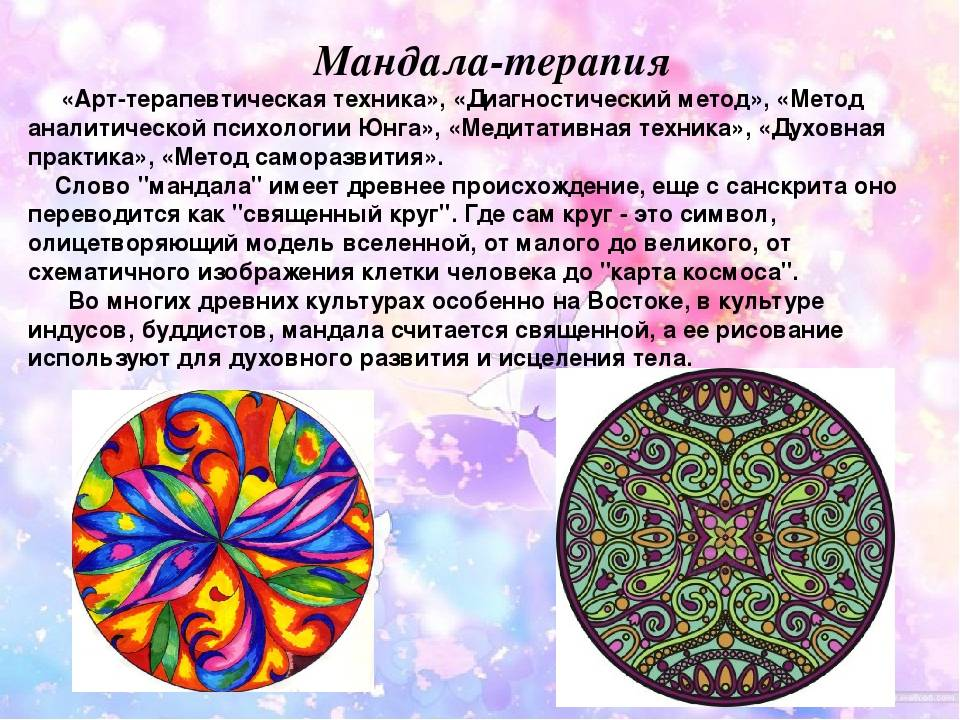 Мандала-терапия
«Арт-терапевтическая техника», «Диагностический метод», «Метод
аналитической психологии Юнга», «Медитативная техника», «Духовная
практика», «Метод саморазвития».
Слово "мандала" имеет древнее происхождение, еще с санскрита оно
переводится как "священный круг". Где сам круг - это символ,
олицетворяющий модель вселенной, от малого до великого, от
схематичного изображения клетки человека до "карта космоса".
Во многих древних культурах особенно на Востоке, в культуре
индусов, буддистов, мандала считается священной, а ее рисование
используют для духовного развития и исцеления тела.